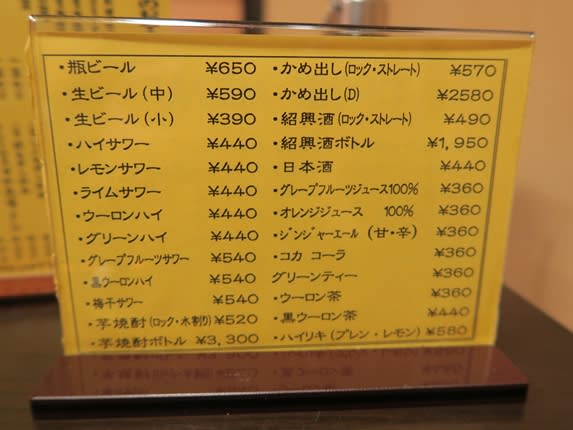 ・瓶ビール ¥650
・生ビール(中) ¥590
・生ビール(小) ¥390
・ハイサワー ¥440
・レモンサワー ¥440
・ライムサワー ¥440
・ウーロンハイ ¥440
・グリーンハイ ¥440
・グレープフルーツサワー ¥540
・黒ウーロンハイ ¥540
・梅干サワー ¥540
・芋焼酎(ロック・水割り) ¥520
・芋焼酎ボトル ¥3,300
・かめ出し(ロック・ストレート) ¥570
・かめ出し(D) ¥2580
・紹興酒(ロック・ストレート) ¥490
・紹興酒ボトル ¥1,950
・日本酒 ¥440
・グレープフルーツジュース100% ¥360
・オレンジジュース 100% ¥360
・ジンジャーエール (甘・辛) ¥360
・コカ コーラ ¥360
グリーンティー ¥360
・ウーロン茶 ¥360
・黒ウーロン茶 ¥440
・ハイリキ(プレン・レモン) ¥580